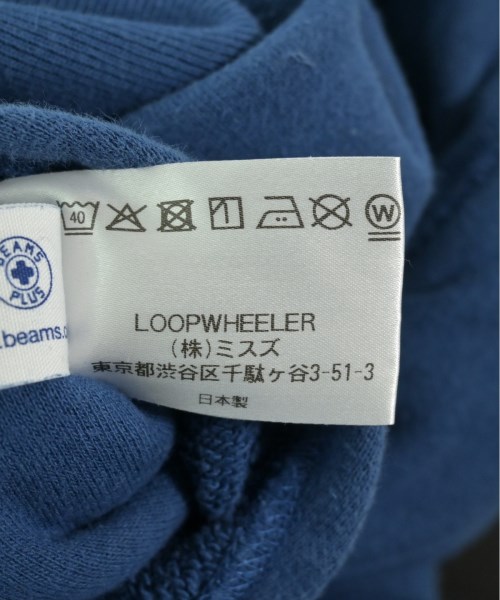 40
W
BEAMS
PLUS
.beams.c
LOOPWHEELER
(株)ミスズ
東京都渋谷区千駄ヶ谷3-51-3
日本製